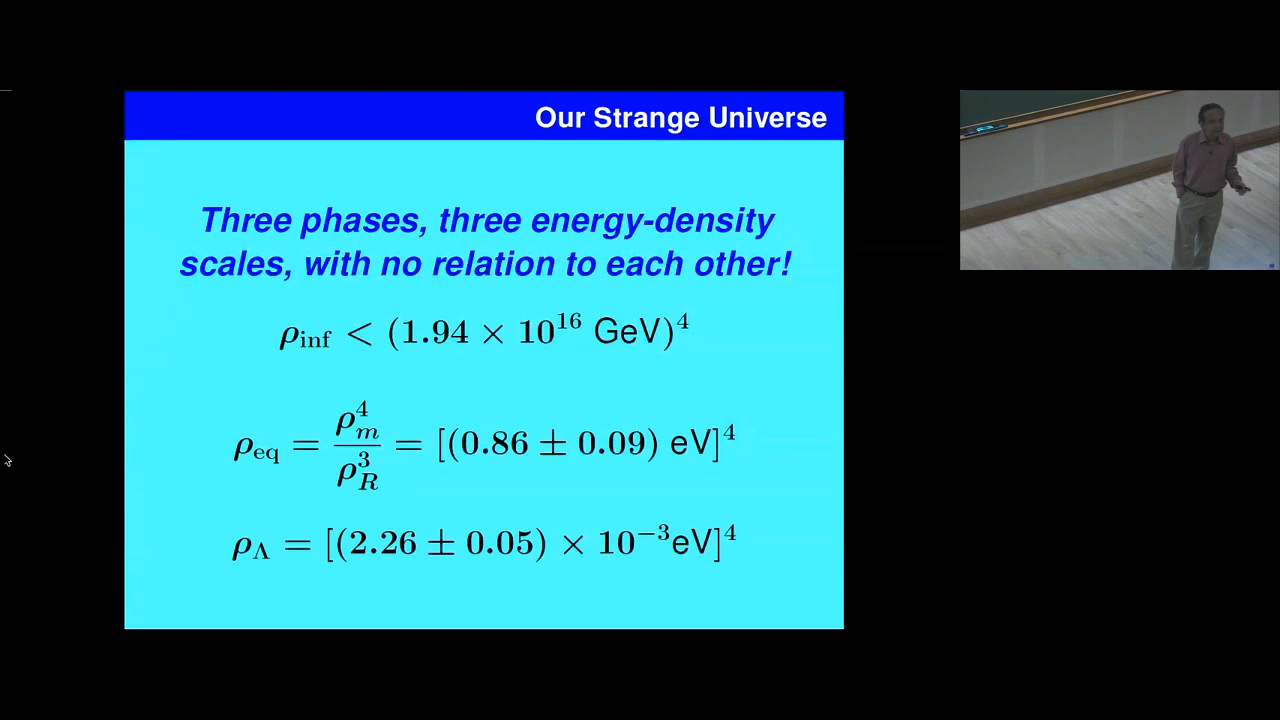 Our Strange Universe
Three phases, three energy-density
scales, with no relation to each other!
ρ_inf < (1.94 × 10^16 GeV)^4
ρ_eq = ρ_m^4 / ρ_R^3 = [(0.86 ± 0.09) eV]^4
ρ_Λ = [(2.26 ± 0.05) × 10^−3 eV]^4